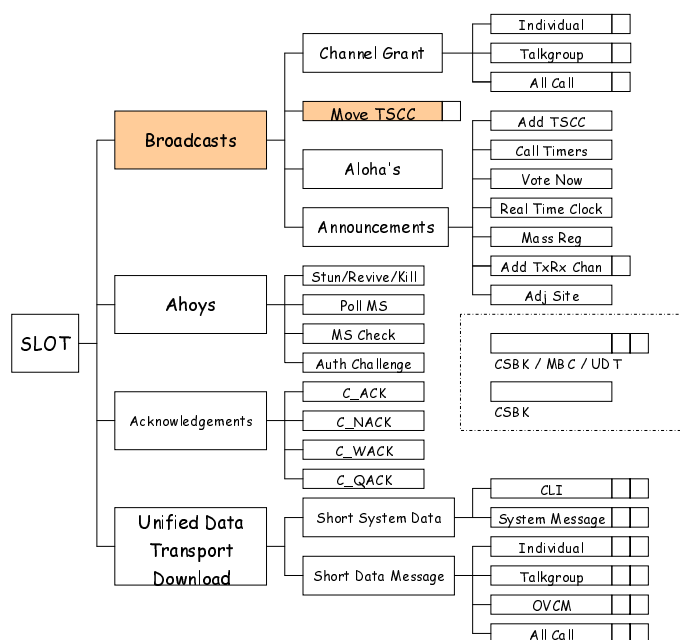 SLOT
Broadcasts
Channel Grant
Individual
Talkgroup
All Call
Move TSCC
Aloha's
Announcements
Add TSCC
Call Timers
Vote Now
Real Time Clock
Mass Reg
Add TxRx Chan
Adj Site
Ahoys
Stun/Revive/Kill
Poll MS
MS Check
Auth Challenge
Acknowledgements
C_ACK
C_NACK
C_WACK
C_QACK
CSBK / MBC / UDT
CSBK
Unified Data
Transport
Download
Short System Data
CLI
System Message
Short Data Message
Individual
Talkgroup
OVCM
All Call